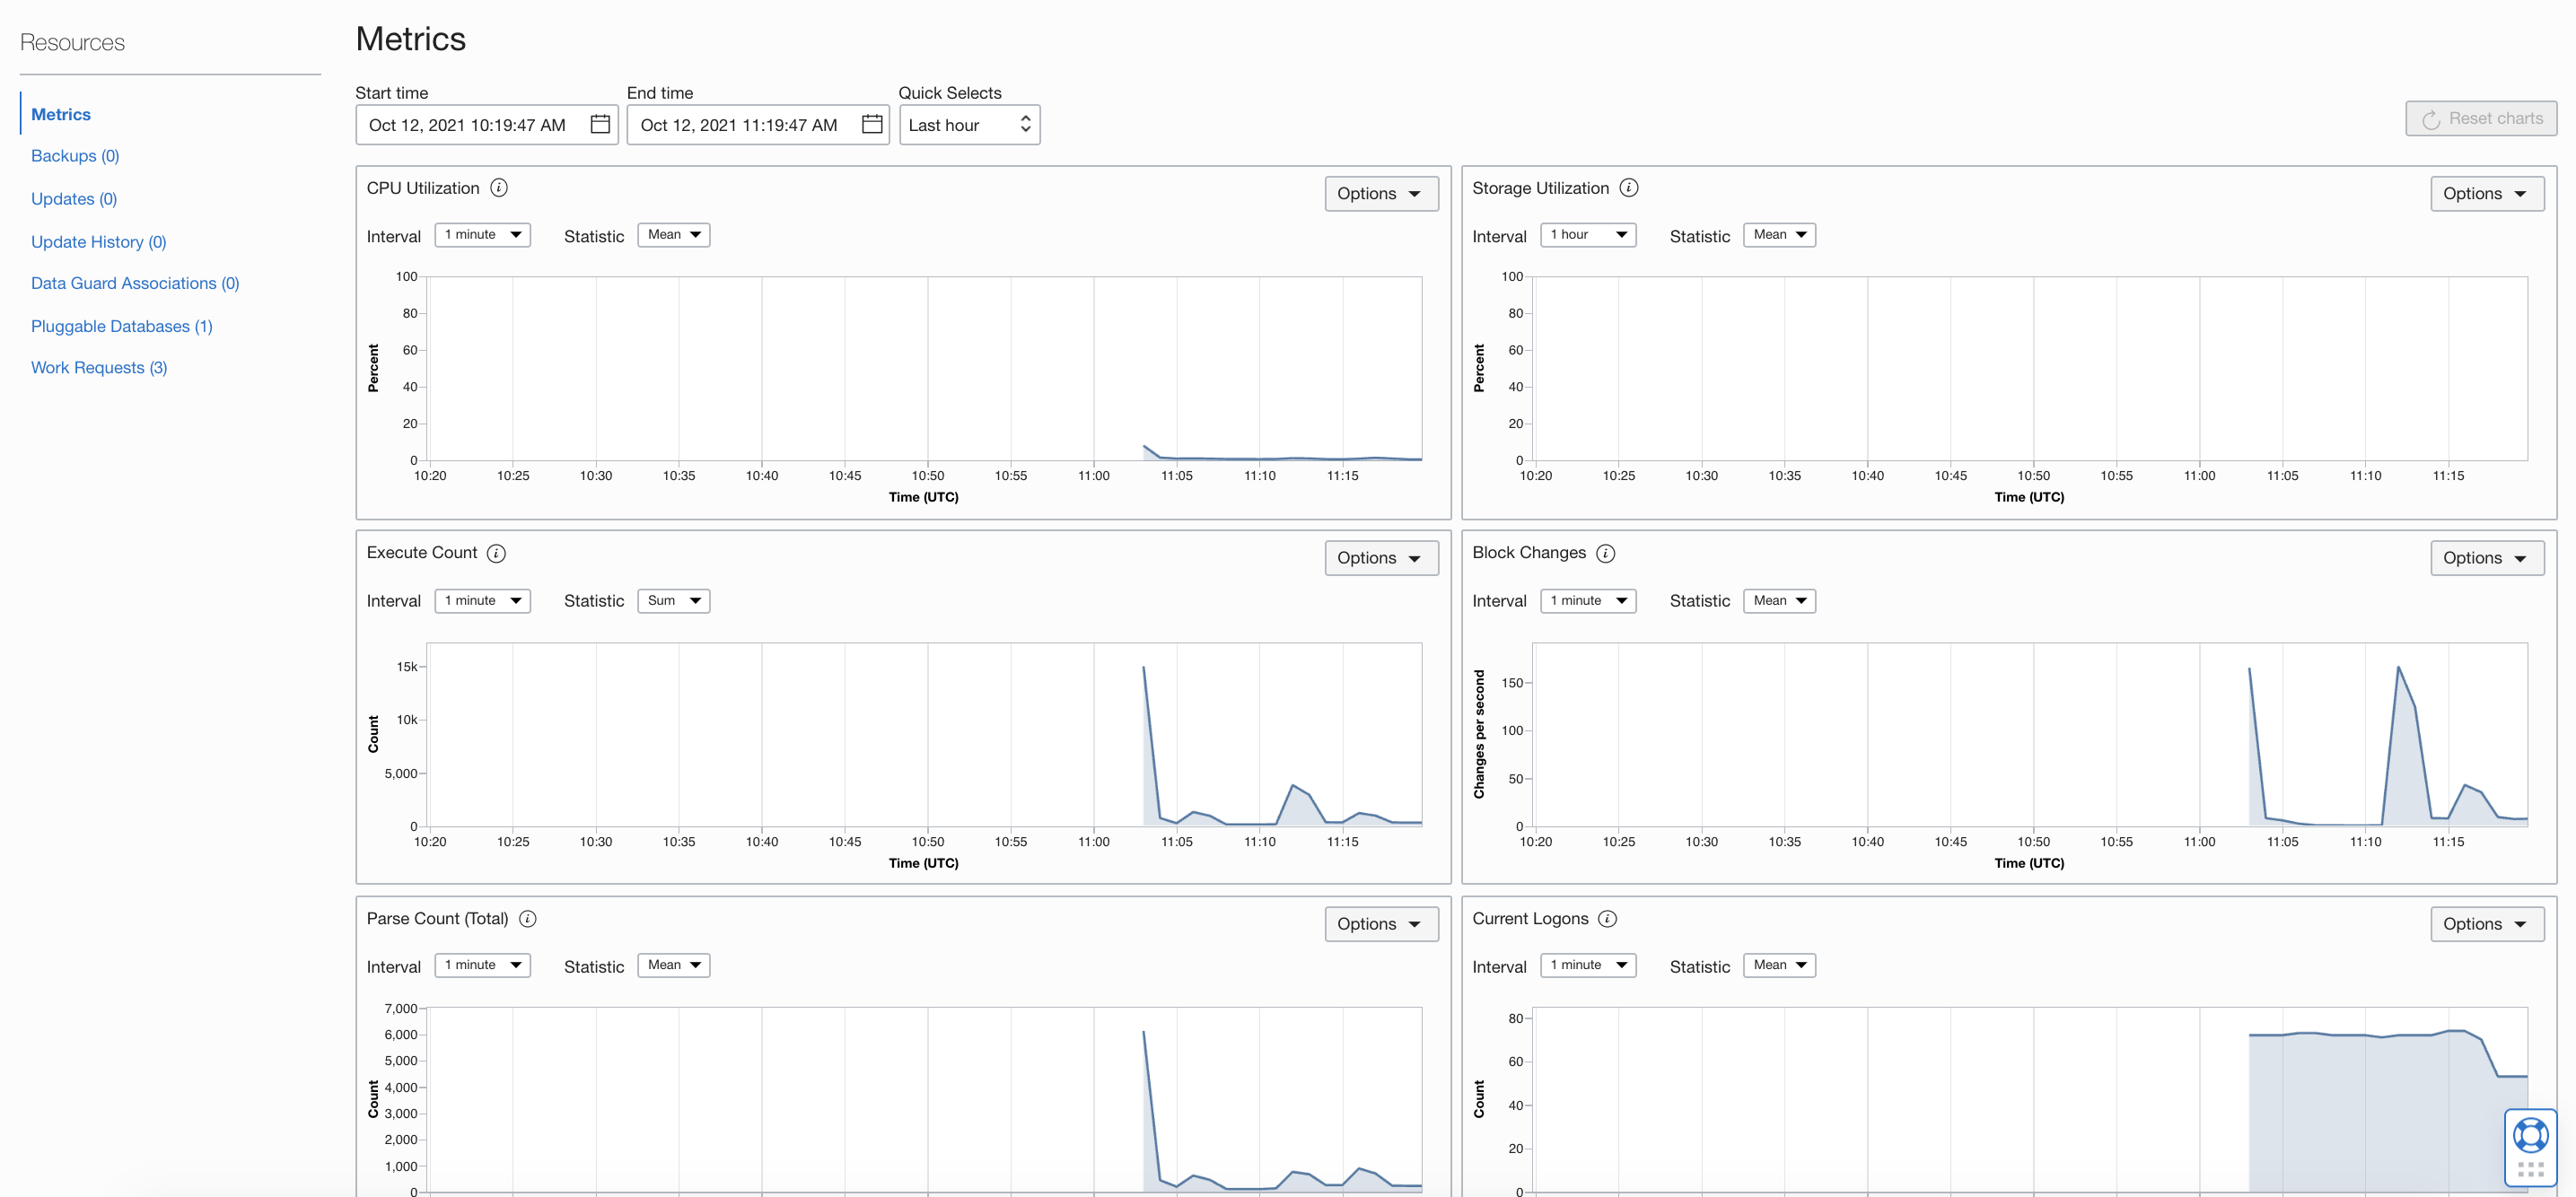 Resources
Metrics
Backups (0)
Updates (0)
Update History (0)
Data Guard Associations (0)
Pluggable Databases (1)
Work Requests (3)
Metrics
Start time
End time
Quick Selects
Oct 12, 2021 10:19:47 AM
Oct 12, 2021 11:19:47 AM
Last hour
Reset charts
CPU Utilization
Options
Interval 1 minute Statistic Mean
100
80
60
40
20
0
Percent
10:20 10:25 10:30 10:35 10:40 10:45 10:50 10:55 11:00 11:05 11:10 11:15
Time (UTC)
Storage Utilization
Options
Interval 1 hour Statistic Mean
100
80
60
40
20
0
Percent
10:20 10:25 10:30 10:35 10:40 10:45 10:50 10:55 11:00 11:05 11:10 11:15
Time (UTC)
Execute Count
Options
Interval 1 minute Statistic Sum
15k
10k
5,000
0
Count
10:20 10:25 10:30 10:35 10:40 10:45 10:50 10:55 11:00 11:05 11:10 11:15
Time (UTC)
Block Changes
Options
Interval 1 minute Statistic Mean
150
100
50
0
Changes per second
10:20 10:25 10:30 10:35 10:40 10:45 10:50 10:55 11:00 11:05 11:10 11:15
Time (UTC)
Parse Count (Total)
Options
Interval 1 minute Statistic Mean
7,000
6,000
5,000
4,000
3,000
2,000
1,000
0
Count
Current Logons
Options
Interval 1 minute Statistic Mean
80
60
40
20
0
Count